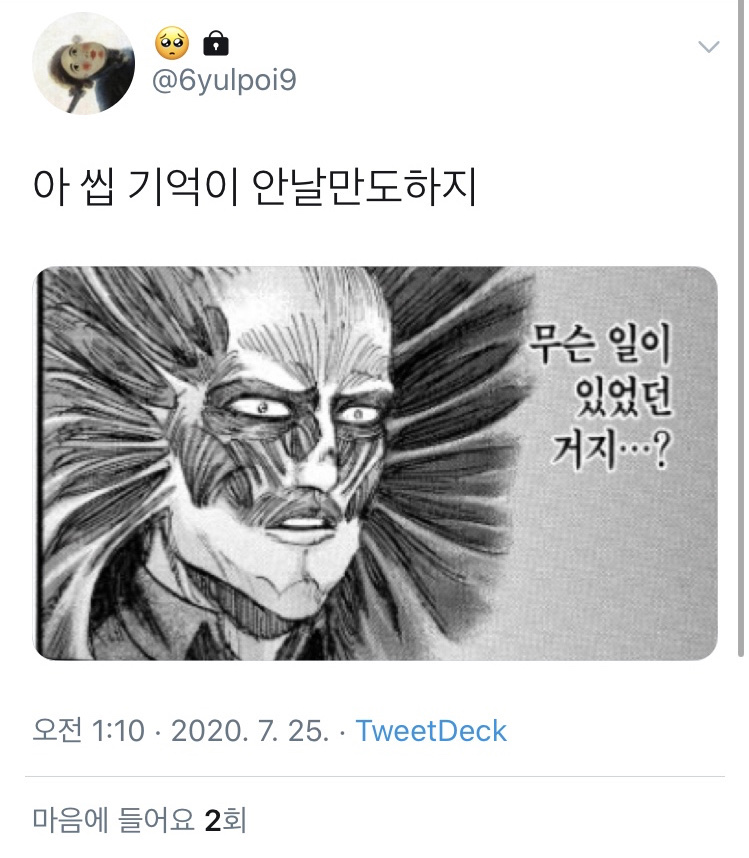 🥺 🔒
@6yulpoi9
아 씹 기억이 안날만도하지
무슨 일이
있었던
거지…?
오전 1:10 · 2020. 7. 25. · TweetDeck
마음에 들어요 2회